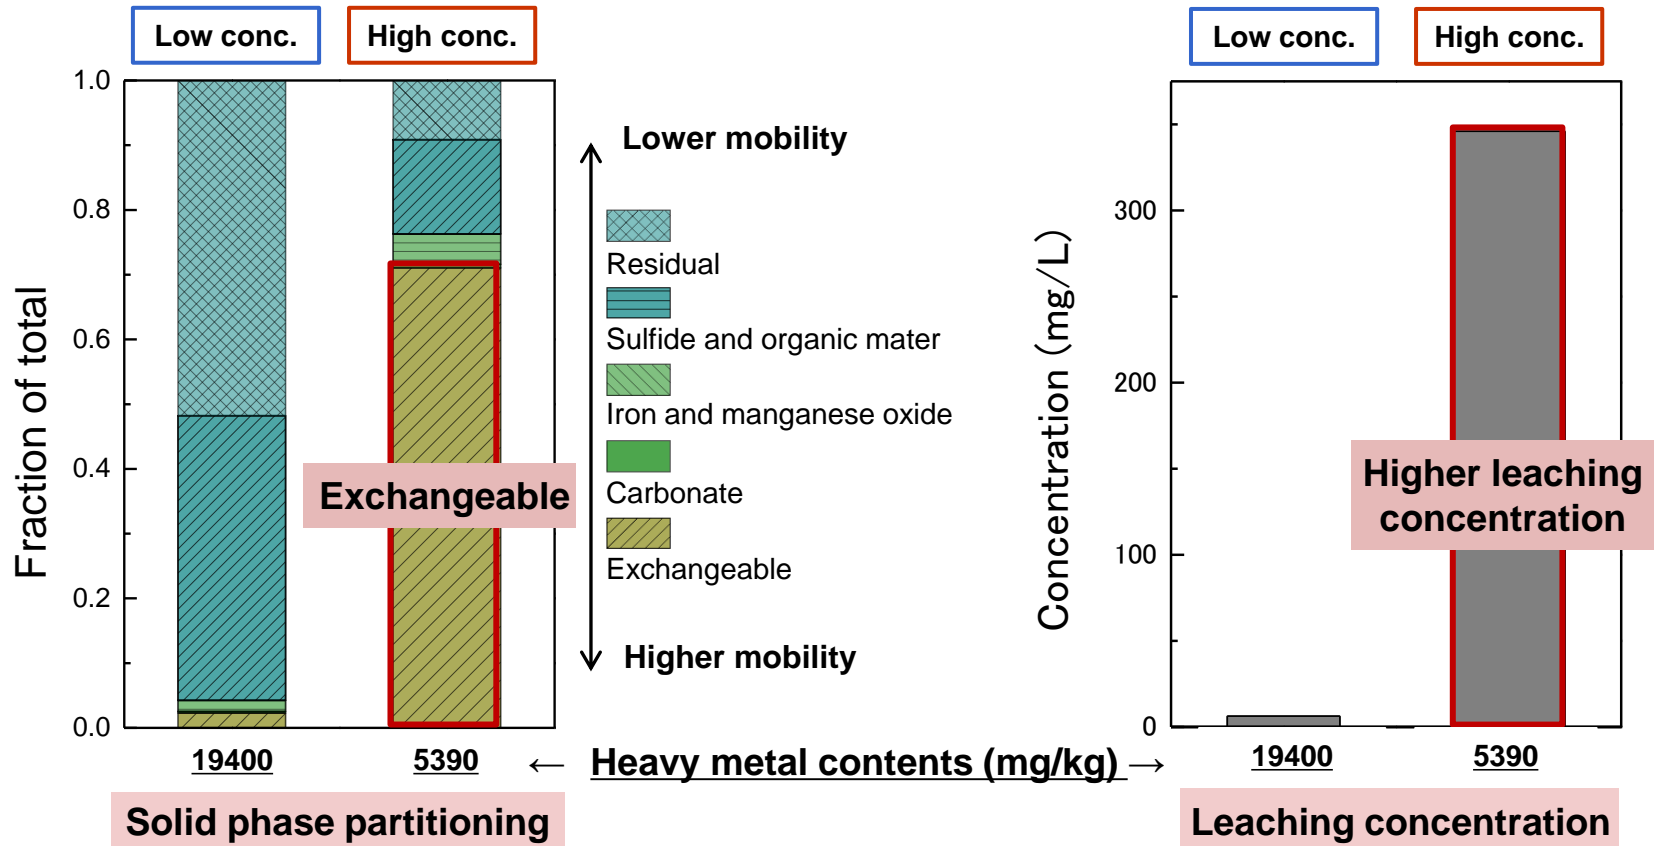 Low conc.
High conc.
1.0
0.8
0.6
0.4
0.2
0.0
Fraction of total
Exchangeable
19400
5390
Solid phase partitioning
Lower mobility
Residual
Sulfide and organic mater
Iron and manganese oxide
Carbonate
Exchangeable
Higher mobility
← Heavy metal contents (mg/kg) →
Low conc.
High conc.
300
200
100
0
Concentration (mg/L)
Higher leaching
concentration
19400
5390
Leaching concentration